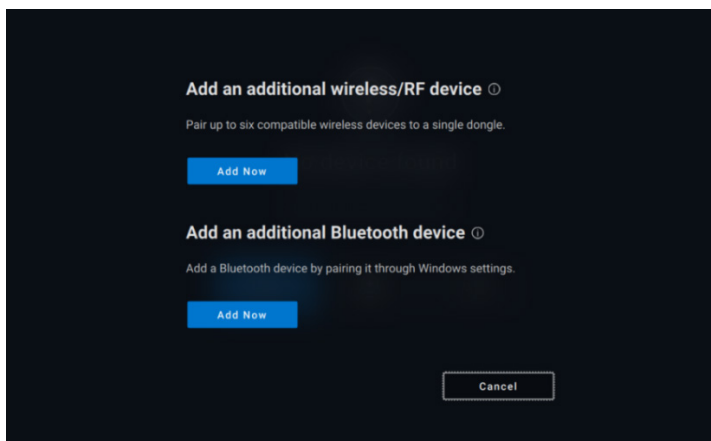 Add an additional wireless/RF device
Pair up to six compatible wireless devices to a single dongle.
Add Now
Add an additional Bluetooth device
Add a Bluetooth device by pairing it through Windows settings.
Add Now
Cancel